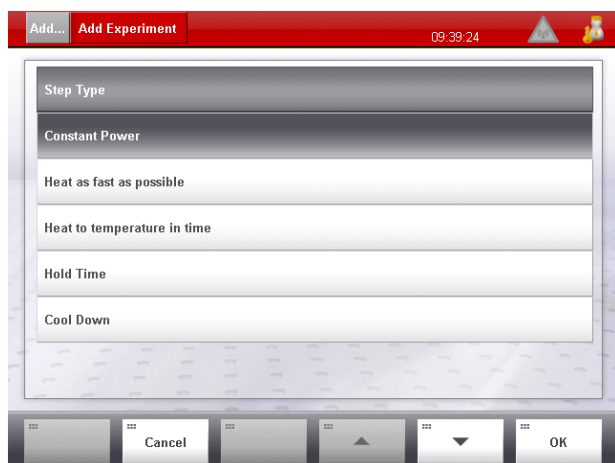 Add... Add Experiment 09:39:24
Step Type
Constant Power
Heat as fast as possible
Heat to temperature in time
Hold Time
Cool Down
Cancel OK